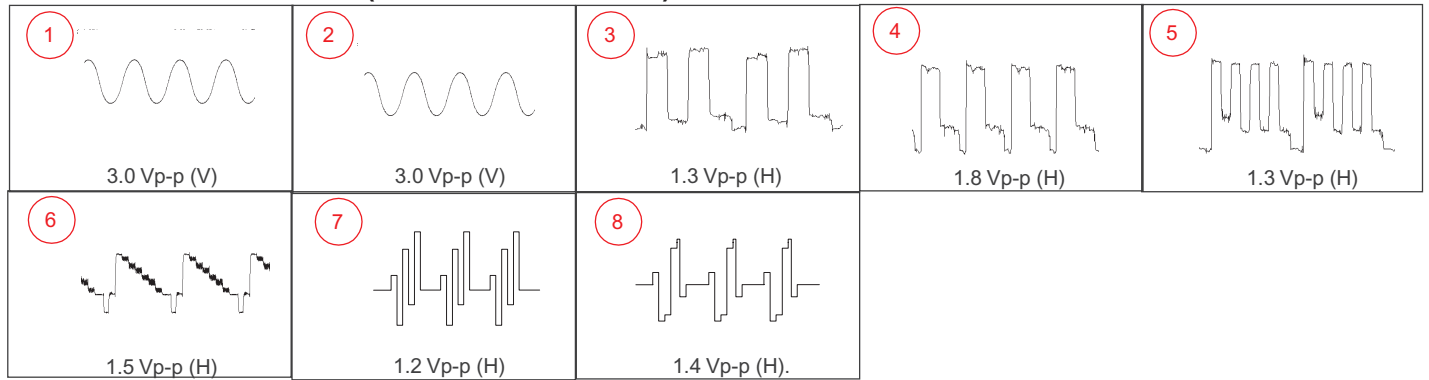 1 2 3 4 5
3.0 Vp-p (V) 3.0 Vp-p (V) 1.3 Vp-p (H) 1.8 Vp-p (H) 1.3 Vp-p (H)
6 7 8
1.5 Vp-p (H) 1.2 Vp-p (H) 1.4 Vp-p (H).